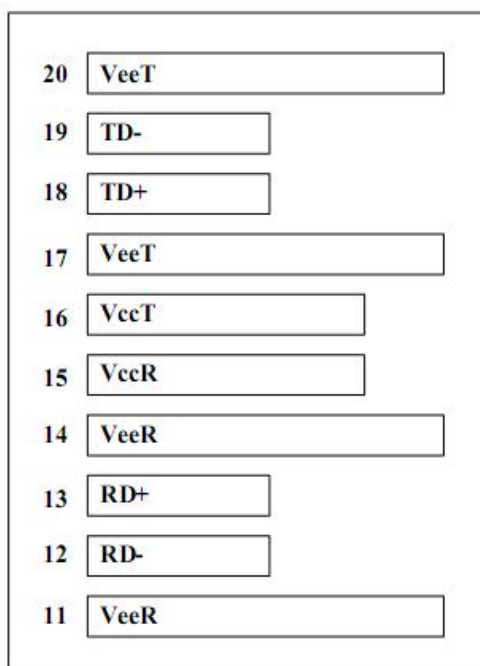 20 VeeT
19 TD-
18 TD+
17 VeeT
16 VccT
15 VccR
14 VeeR
13 RD+
12 RD-
11 VeeR